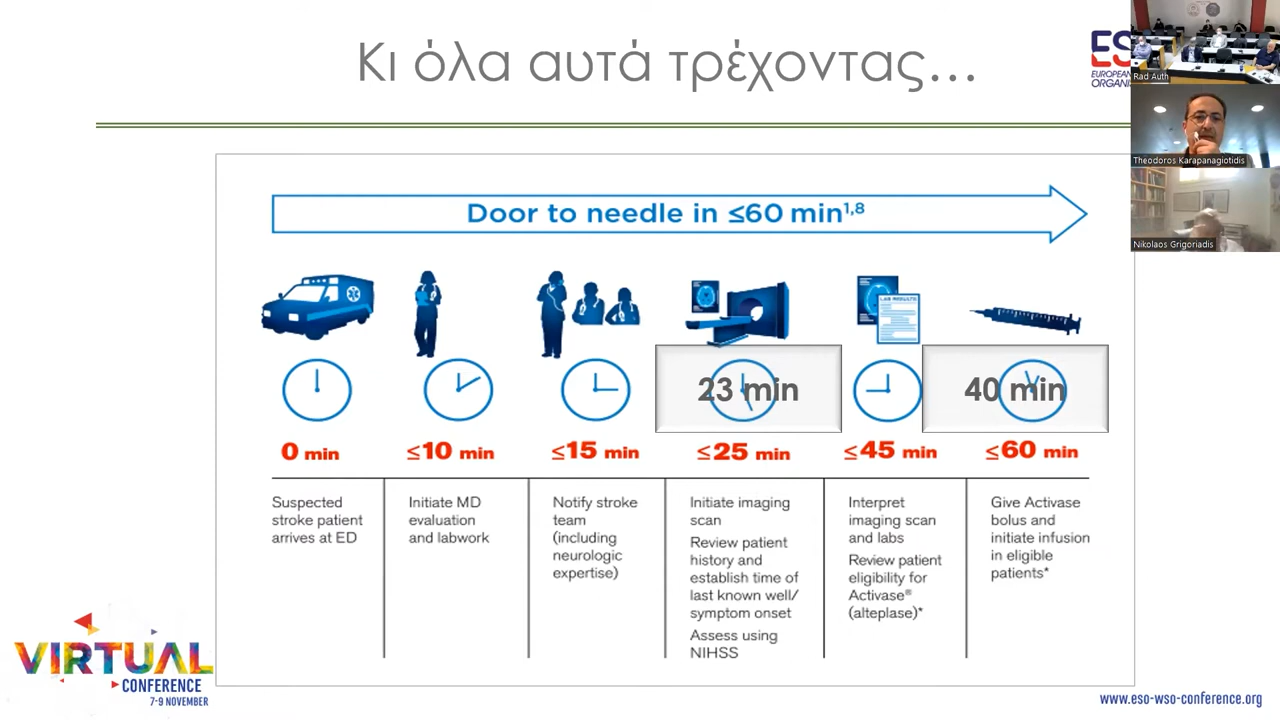 Κι όλα αυτά τρέχοντας...
ES
EUROPEAN
ORGANIS
Rad Auth
Theodoros Karapanagiotidis
Nikolaos Grigoriadis
Door to needle in ≤60 min1,8
LAB RESULTS
23 min
40 min
0 min
≤10 min
≤15 min
≤25 min
≤45 min
≤60 min
Suspected
stroke patient
arrives at ED
Initiate MD
evaluation
and labwork
Notify stroke
team
(including
neurologic
expertise)
Initiate imaging
scan
Review patient
history and
establish time of
last known well/
symptom onset
Assess using
NIHSS
Interpret
imaging scan
and labs
Review patient
eligibility for
Activase®
(alteplase)*
Give Activase
bolus and
initiate infusion
in eligible
patients*
VIRTUAL
CONFERENCE
7-9 NOVEMBER
www.eso-wso-conference.org